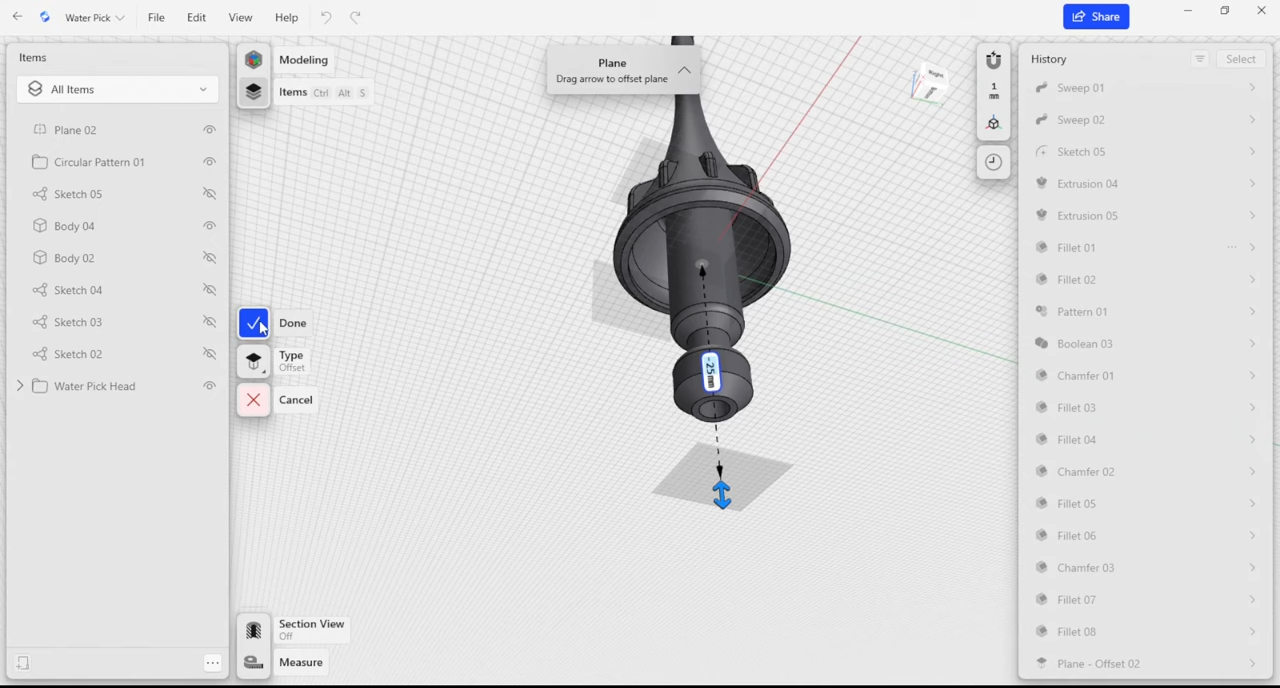 Water Pick
File
Edit
View
Help
Share
Items
All Items
Plane 02
Circular Pattern 01
Sketch 05
Body 04
Body 02
Sketch 04
Sketch 03
Sketch 02
Water Pick Head
Modeling
Items Ctrl Alt S
Done
Type
Offset
Cancel
Section View
Off
Measure
Plane
Drag arrow to offset plane
-25mm
Right
1
mm
History
Select
Sweep 01
Sweep 02
Sketch 05
Extrusion 04
Extrusion 05
Fillet 01
Fillet 02
Pattern 01
Boolean 03
Chamfer 01
Fillet 03
Fillet 04
Chamfer 02
Fillet 05
Fillet 06
Chamfer 03
Fillet 07
Fillet 08
Plane - Offset 02